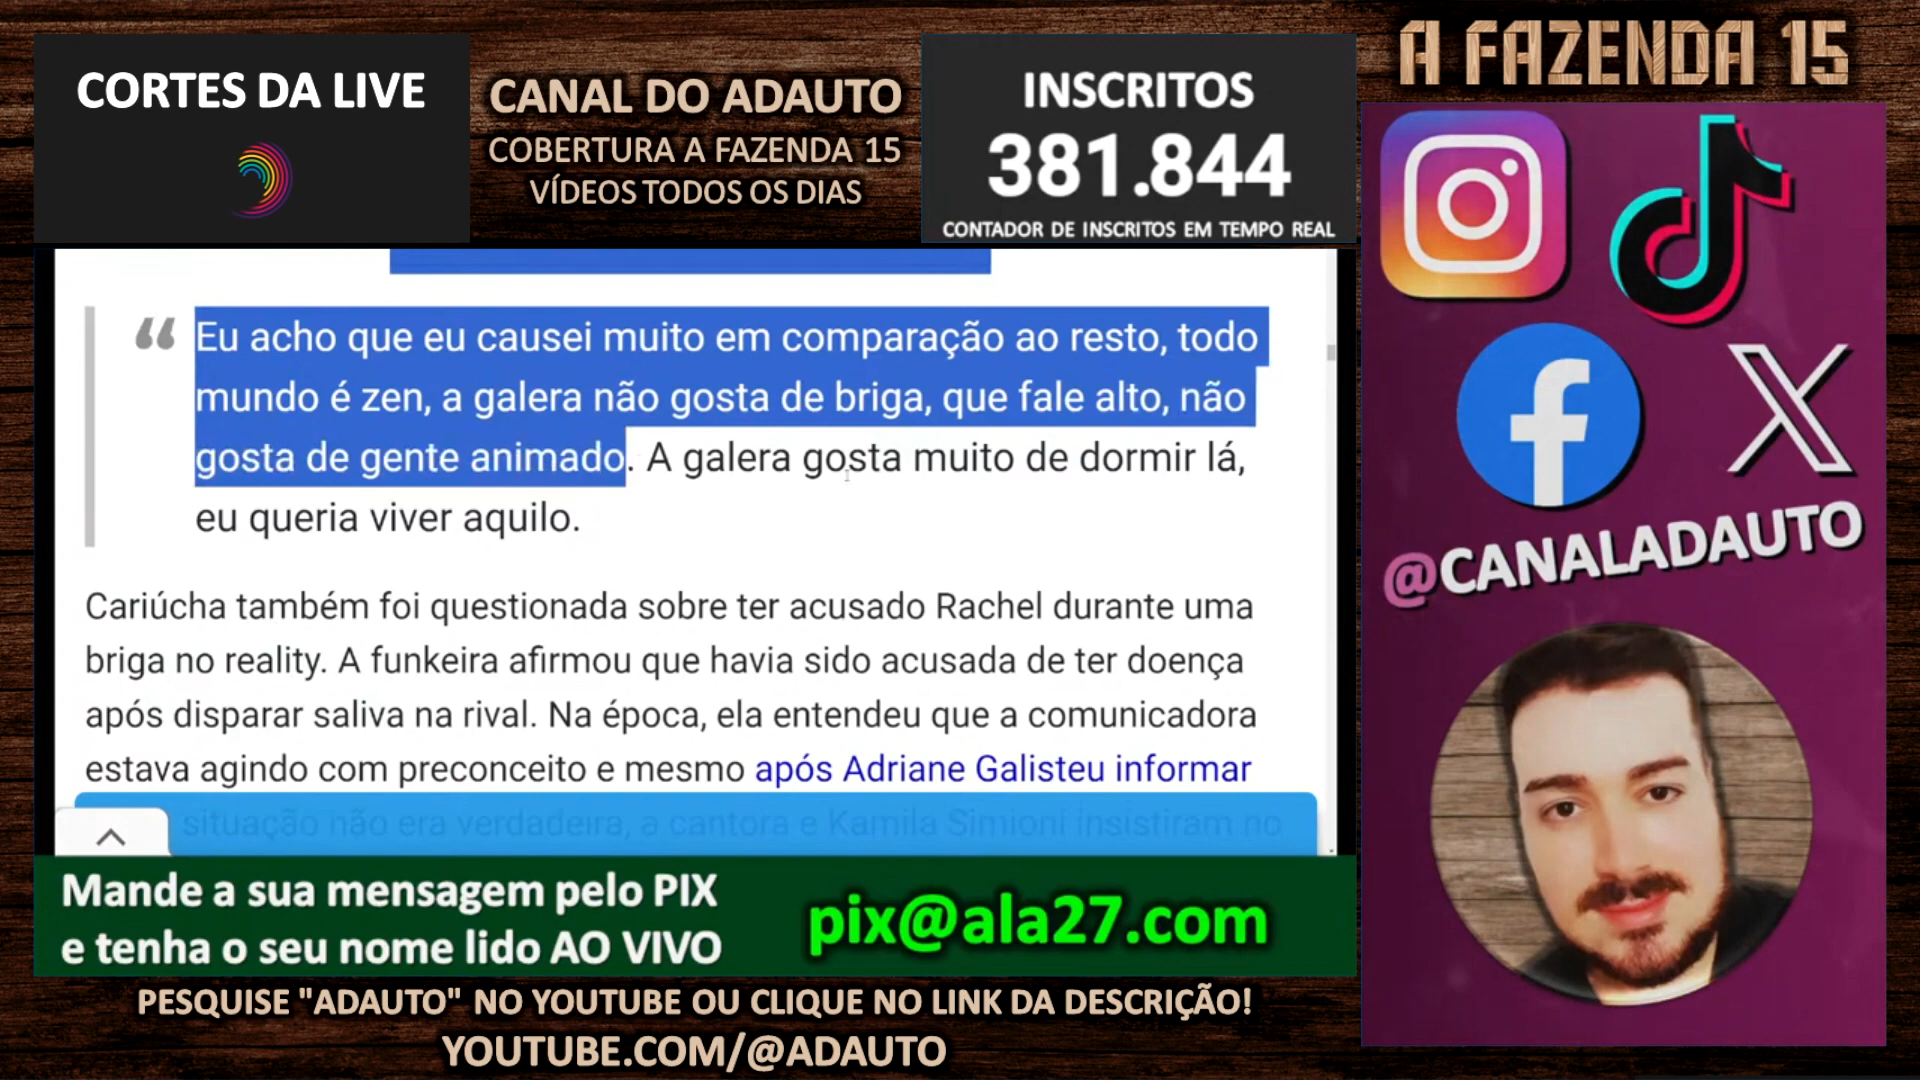 CORTES DA LIVE
CANAL DO ADAUTO
COBERTURA A FAZENDA 15
VÍDEOS TODOS OS DIAS
INSCRITOS
381.844
CONTADOR DE INSCRITOS EM TEMPO REAL
A FAZENDA 15
“ Eu acho que eu causei muito em comparação ao resto, todo
mundo é zen, a galera não gosta de briga, que fale alto, não
gosta de gente animado. A galera gosta muito de dormir lá,
eu queria viver aquilo.
Cariúcha também foi questionada sobre ter acusado Rachel durante uma
briga no reality. A funkeira afirmou que havia sido acusada de ter doença
após disparar saliva na rival. Na época, ela entendeu que a comunicadora
estava agindo com preconceito e mesmo após Adriane Galisteu informar
situação não era verdadeira, a cantora e Kamila Simioni insistiram no
@CANALADAUTO
Mande a sua mensagem pelo PIX
e tenha o seu nome lido AO VIVO
pix@ala27.com
PESQUISE "ADAUTO" NO YOUTUBE OU CLIQUE NO LINK DA DESCRIÇÃO!
YOUTUBE.COM/@ADAUTO